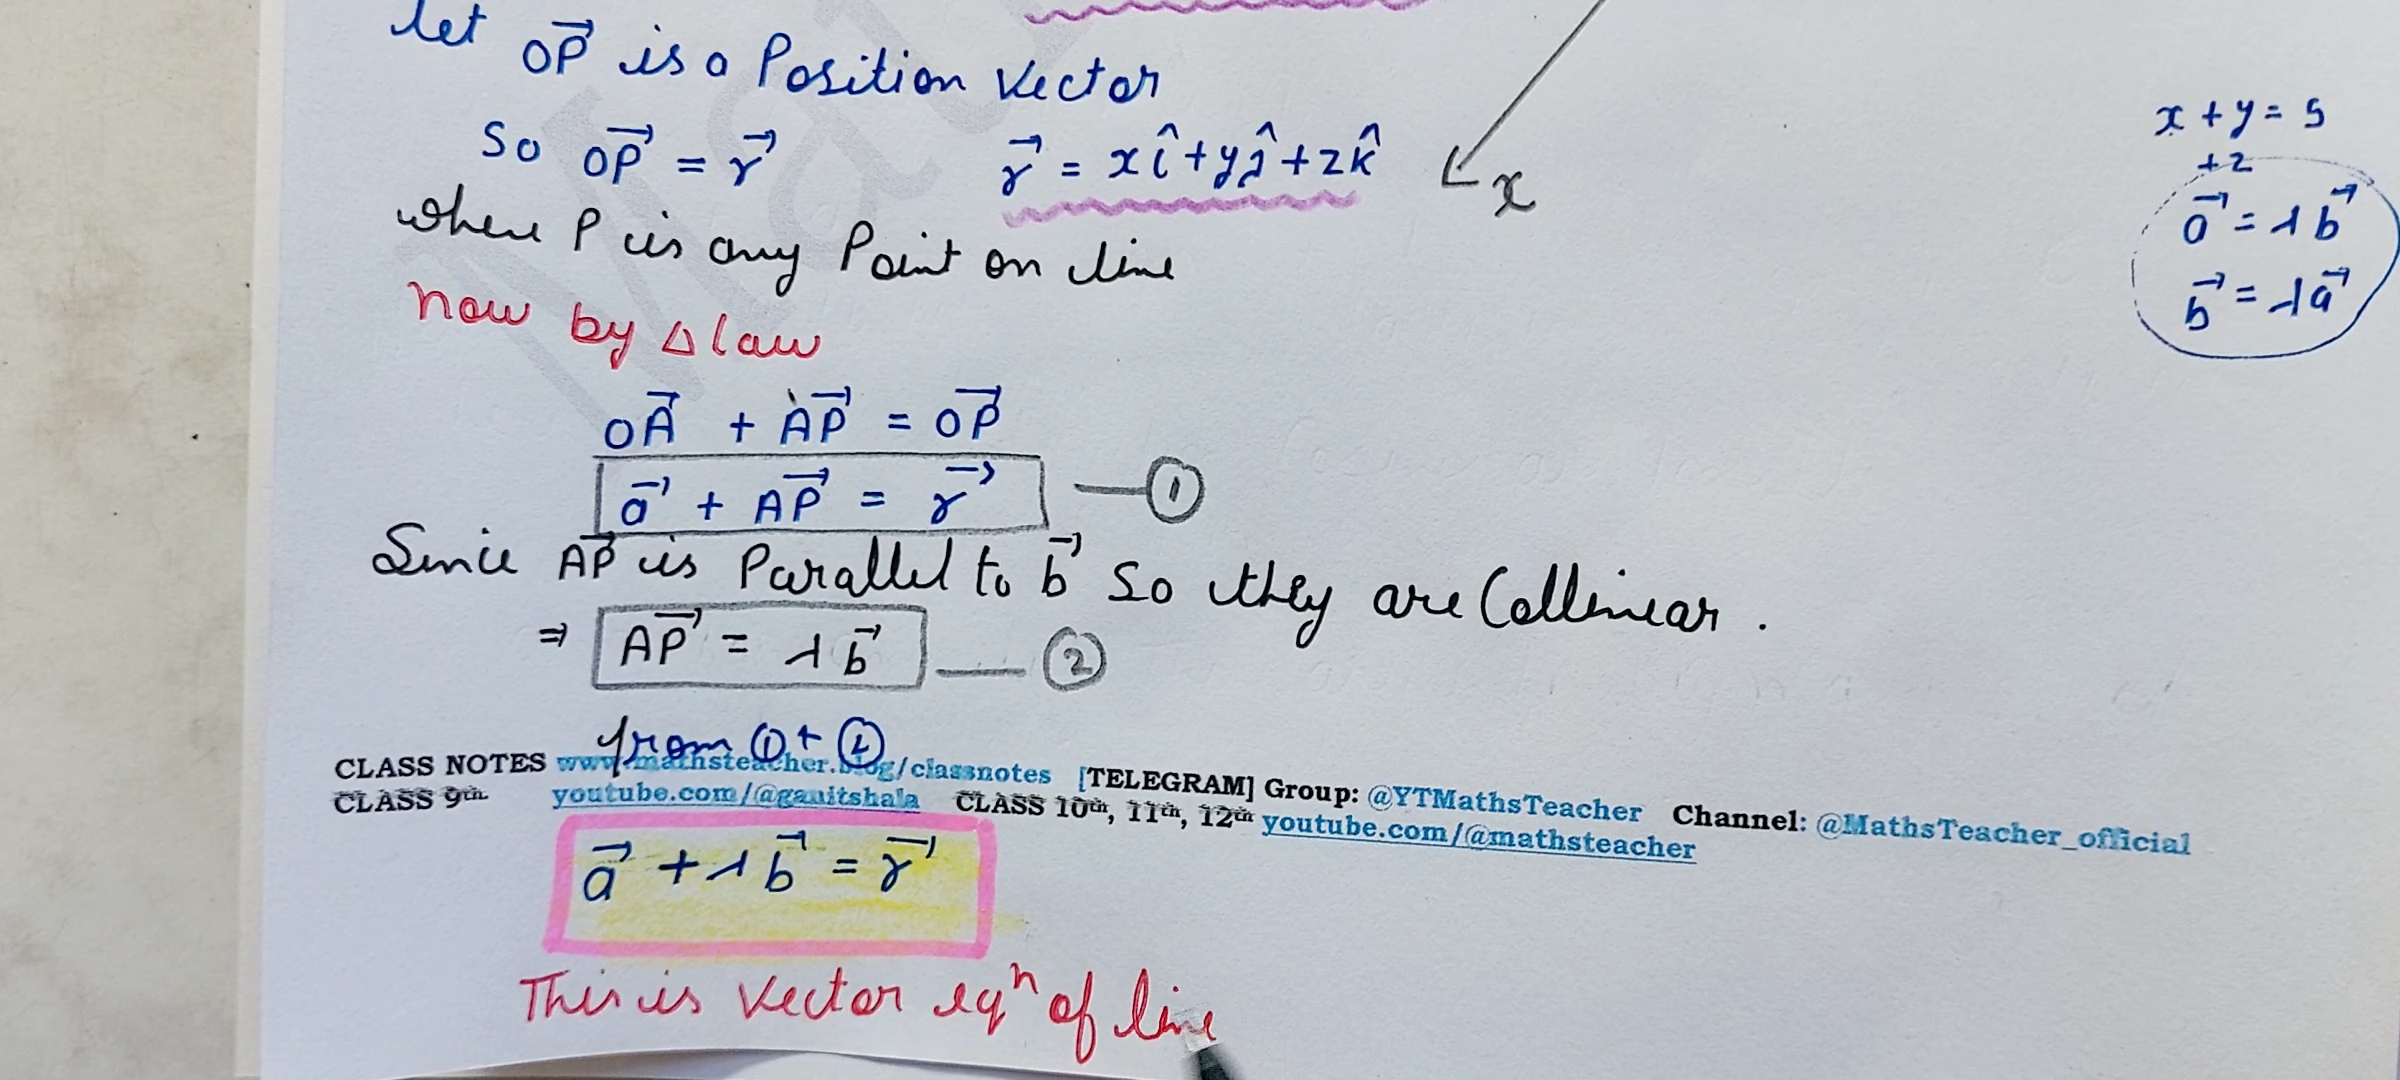 let OP⃗ is a Position Vector
So OP⃗ = r⃗    r⃗ = xî+yĵ+zk̂    x
where P is any Point on line
now by Δ law
OA⃗ + AP⃗ = OP⃗
a⃗ + AP⃗ = r⃗ — ①
Since AP⃗ is Parallel to b⃗ So they are Collinear.
⇒ AP⃗ = λb⃗ — ②
from ① + ②
CLASS NOTES www.mathsteacher.blog/classnotes [TELEGRAM] Group: @YTMathsTeacher Channel: @MathsTeacher_official
CLASS 9th youtube.com/@ganitshala CLASS 10th, 11th, 12th youtube.com/@mathsteacher
a⃗ + λb⃗ = r⃗
This is Vector eqⁿ of line
x + y = 5
+2
a⃗ = λb⃗
b⃗ = λa⃗